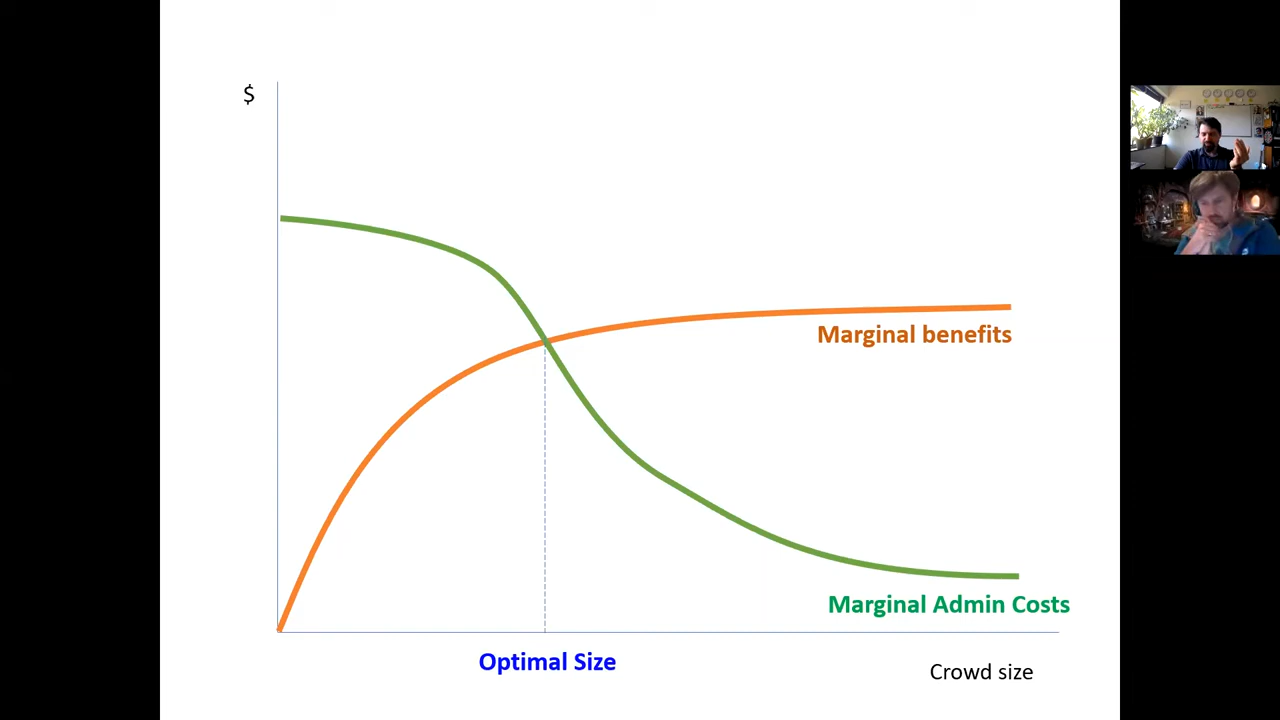 $
Marginal benefits
Marginal Admin Costs
Optimal Size
Crowd size